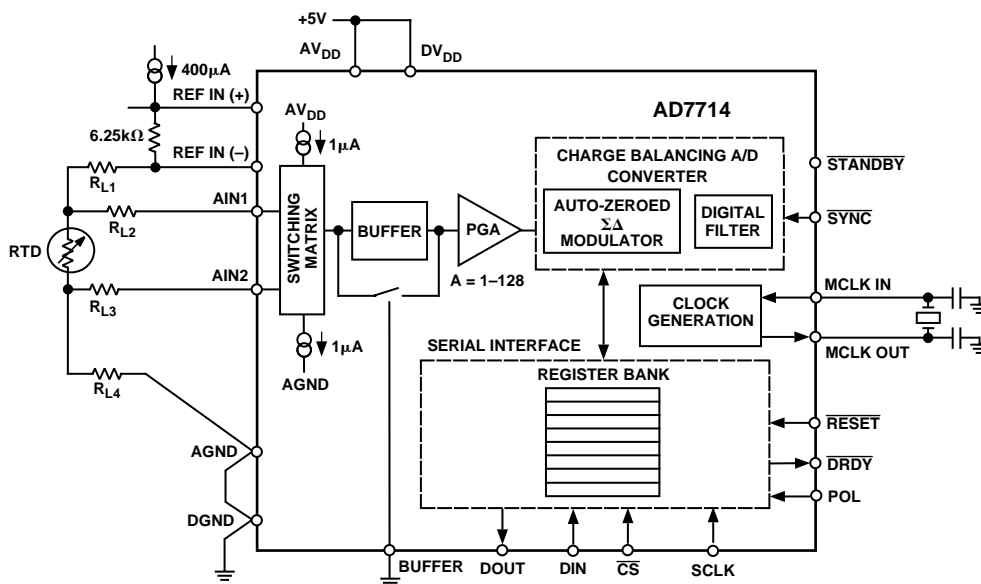 +5V
AVDD
DVDD
400µA
REF IN (+)
AVDD
AD7714
6.25kΩ
1µA
REF IN (–)
CHARGE BALANCING A/D
CONVERTER
STANDBY
RL1
AIN1
SWITCHING
MATRIX
BUFFER
PGA
AUTO-ZEROED
ΣΔ
MODULATOR
DIGITAL
FILTER
SYNC
RL2
RTD
AIN2
A = 1–128
MCLK IN
RL3
CLOCK
GENERATION
1µA
SERIAL INTERFACE
MCLK OUT
AGND
REGISTER BANK
RL4
RESET
AGND
DRDY
POL
DGND
BUFFER
DOUT
DIN
CS
SCLK